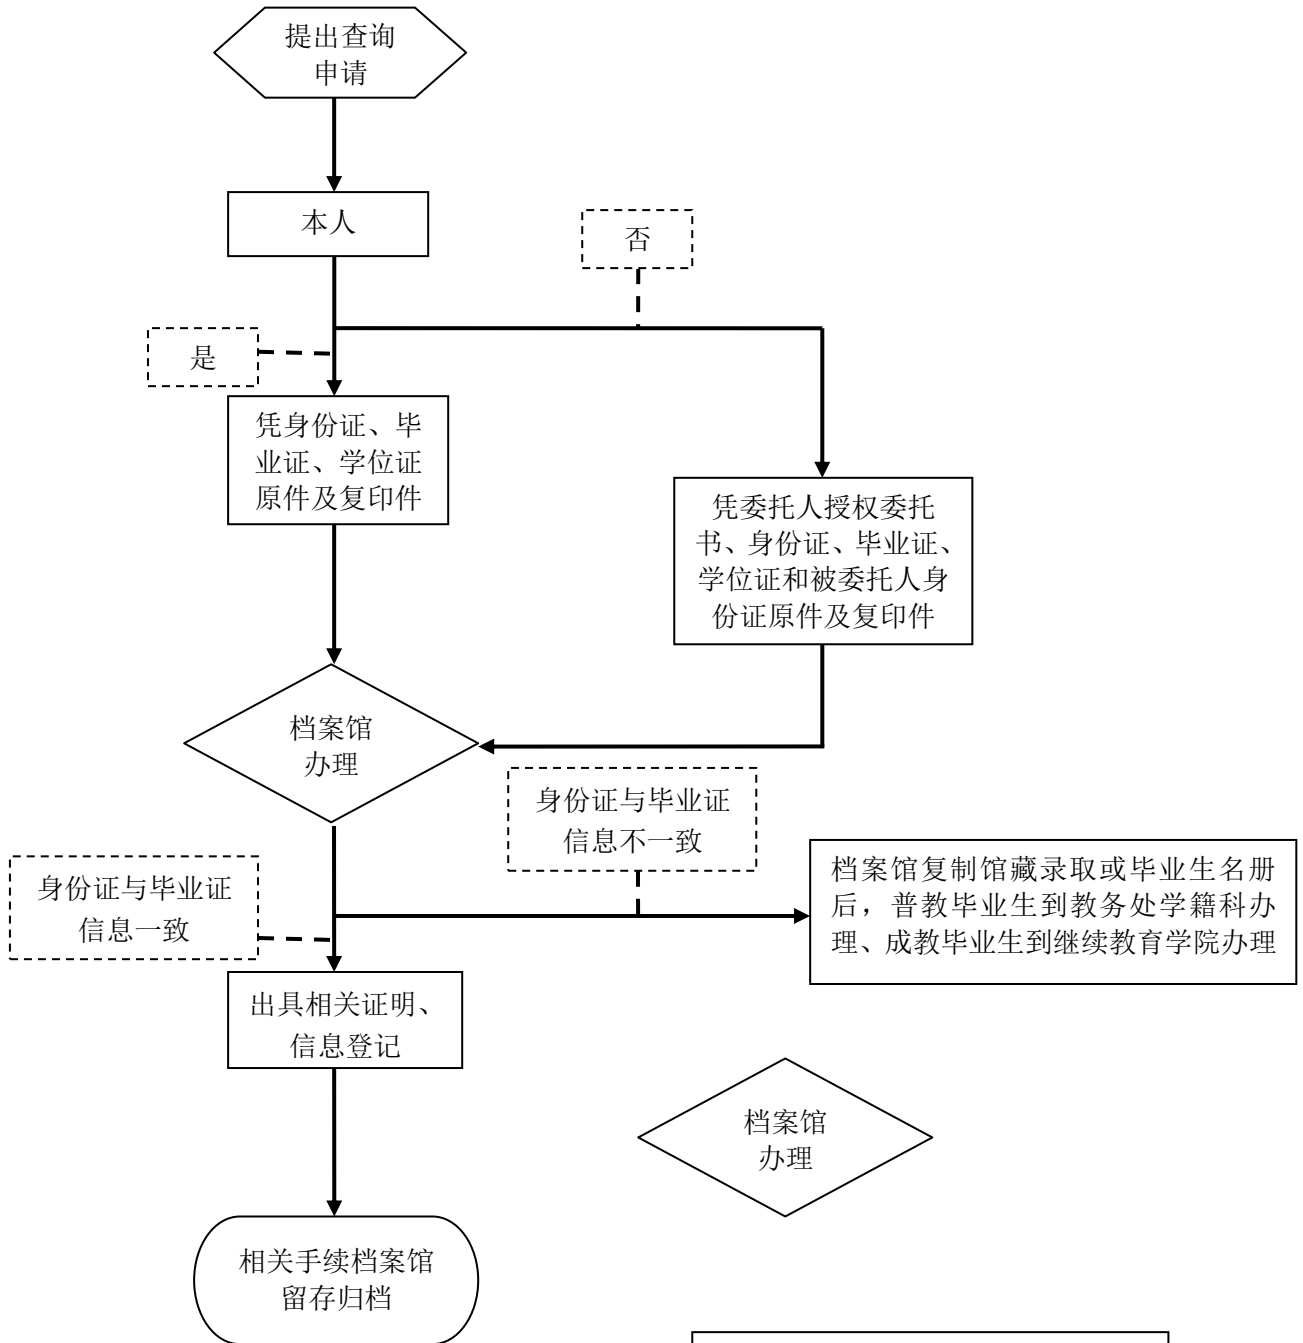 提出查询
申请
本人
否
是
凭身份证、毕
业证、学位证
原件及复印件
凭委托人授权委托
书、身份证、毕业证、
学位证和被委托人身
份证原件及复印件
档案馆
办理
身份证与毕业证
信息不一致
身份证与毕业证
信息一致
档案馆复制馆藏录取或毕业生名册
后，普教毕业生到教务处学籍科办
理、成教毕业生到继续教育学院办理
出具相关证明、
信息登记
档案馆
办理
相关手续档案馆
留存归档